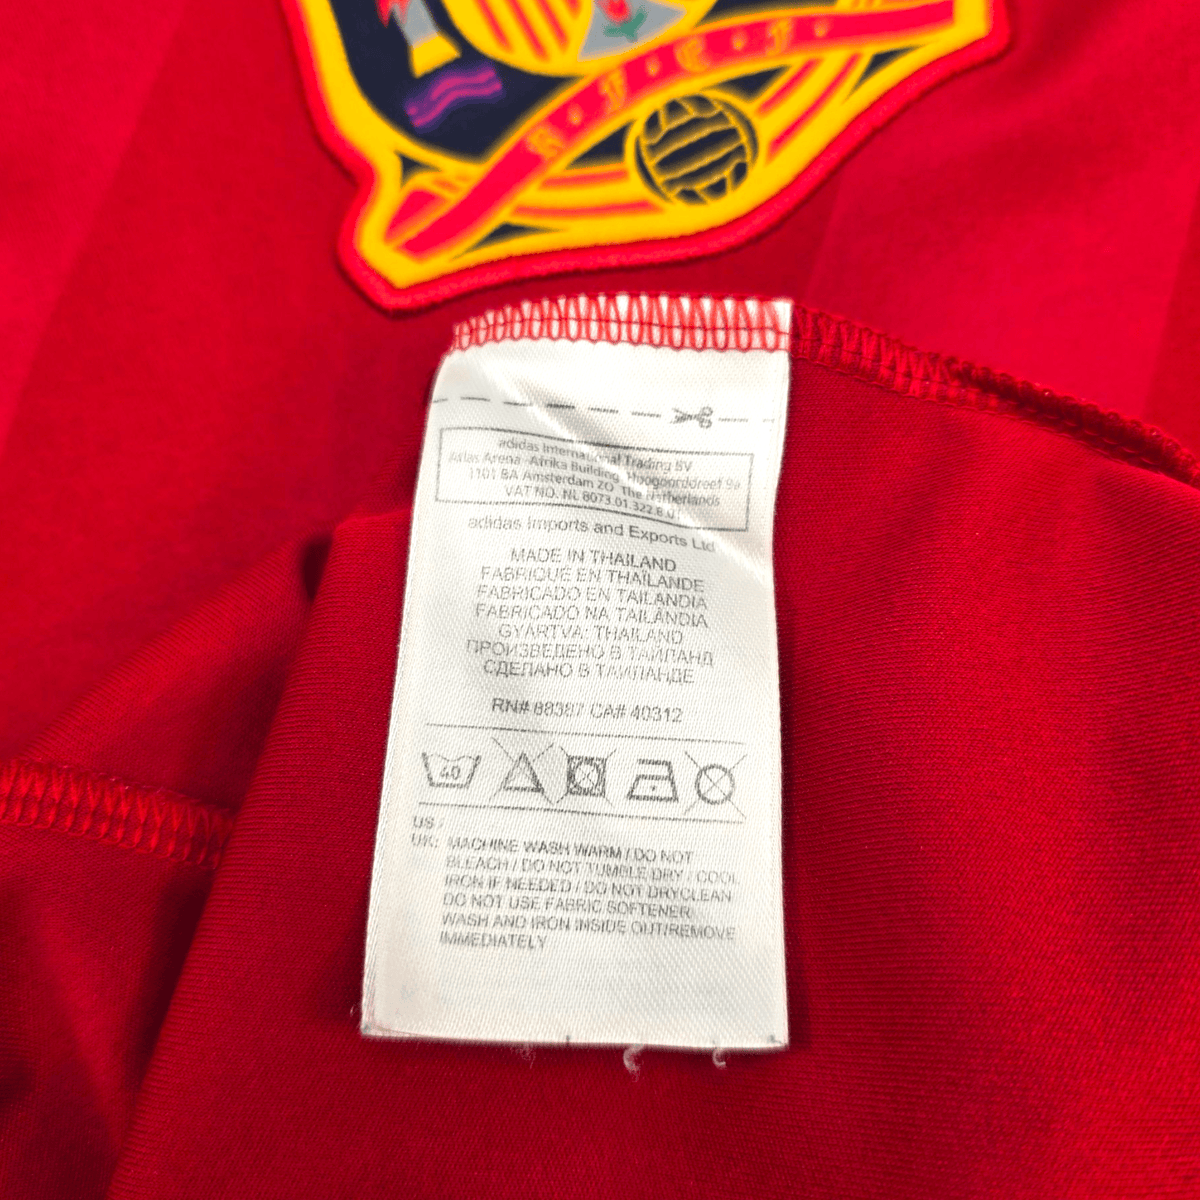 R·F·E·F·
adidas International Trading BV
Atlas Arena -Afrika Building, Hoogoorddreef 9a
1101 BA Amsterdam ZO The Netherlands
VAT NO. NL 8073.01.322.B.01
adidas Imports and Exports Ltd
MADE IN THAILAND
FABRIQUÉ EN THAÏLANDE
FABRICADO EN TAILANDIA
FABRICADO NA TAILÂNDIA
GYÁRTVA: THAILAND
ПРОИЗВЕДЕНО В ТАЙЛАНД
СДЕЛАНО В ТАИЛАНДЕ
RN# 88387 CA# 40312
40
US /
UK: MACHINE WASH WARM / DO NOT
BLEACH / DO NOT TUMBLE DRY / COOL
IRON IF NEEDED / DO NOT DRYCLEAN
DO NOT USE FABRIC SOFTENER
WASH AND IRON INSIDE OUT/REMOVE
IMMEDIATELY